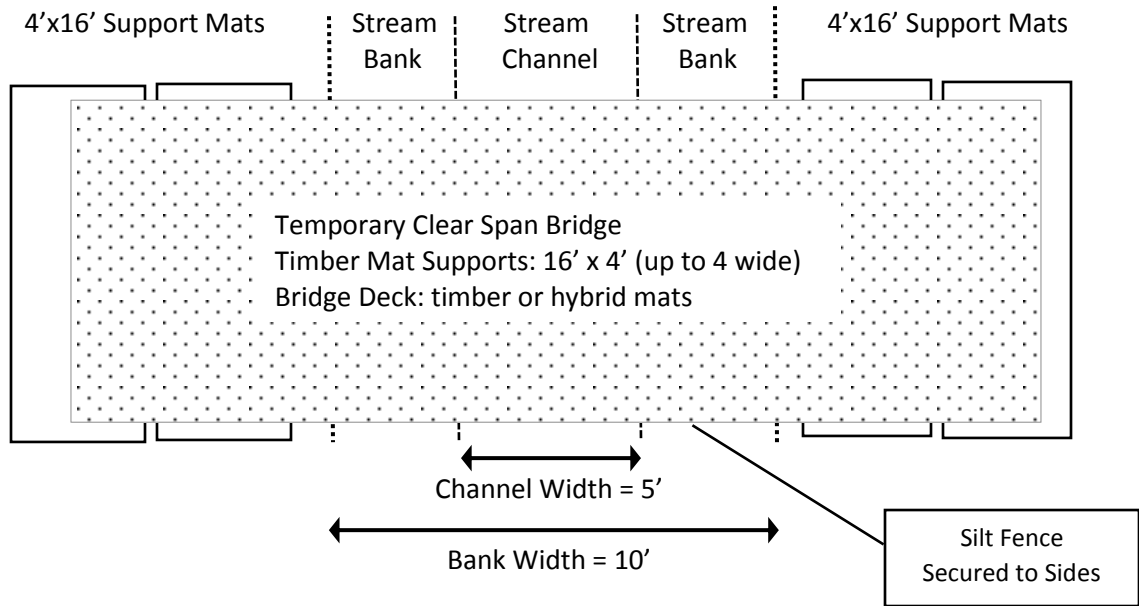 4’x16’ Support Mats
Stream
Bank
Stream
Channel
Stream
Bank
4’x16’ Support Mats
Temporary Clear Span Bridge
Timber Mat Supports: 16’ x 4’ (up to 4 wide)
Bridge Deck: timber or hybrid mats
Channel Width = 5’
Bank Width = 10’
Silt Fence
Secured to Sides